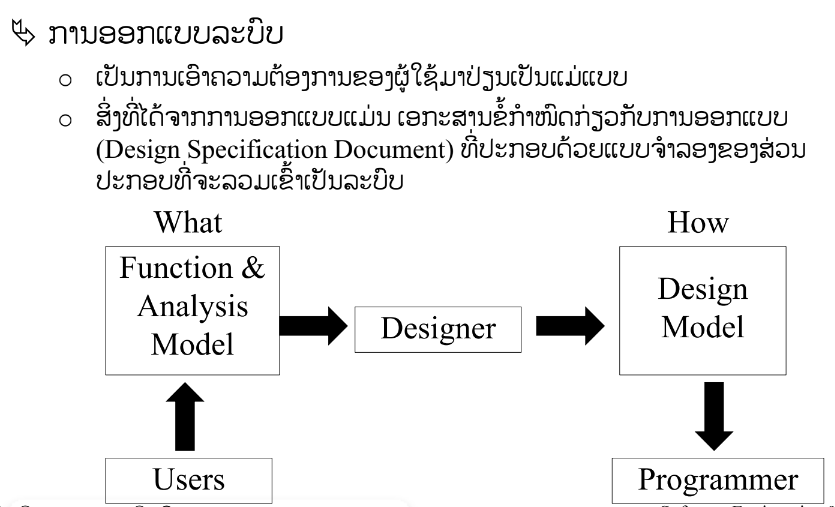 ການອອກແບບລະບົບ
ເປັນການເອົາຄວາມຕ້ອງການຂອງຜູ້ໃຊ້ມາປ່ຽນເປັນແມ່ແບບ
ສິ່ງທີ່ໄດ້ຈາກການອອກແບບແມ່ນ ເອກະສານຂໍ້ກຳໜົດກ່ຽວກັບການອອກແບບ
(Design Specification Document) ທີ່ປະກອບດ້ວຍແບບຈຳລອງຂອງສ່ວນ
ປະກອບທີ່ຈະລວມເຂົ້າເປັນລະບົບ
What
How
Function &
Analysis
Model
Designer
Design
Model
Users
Programmer